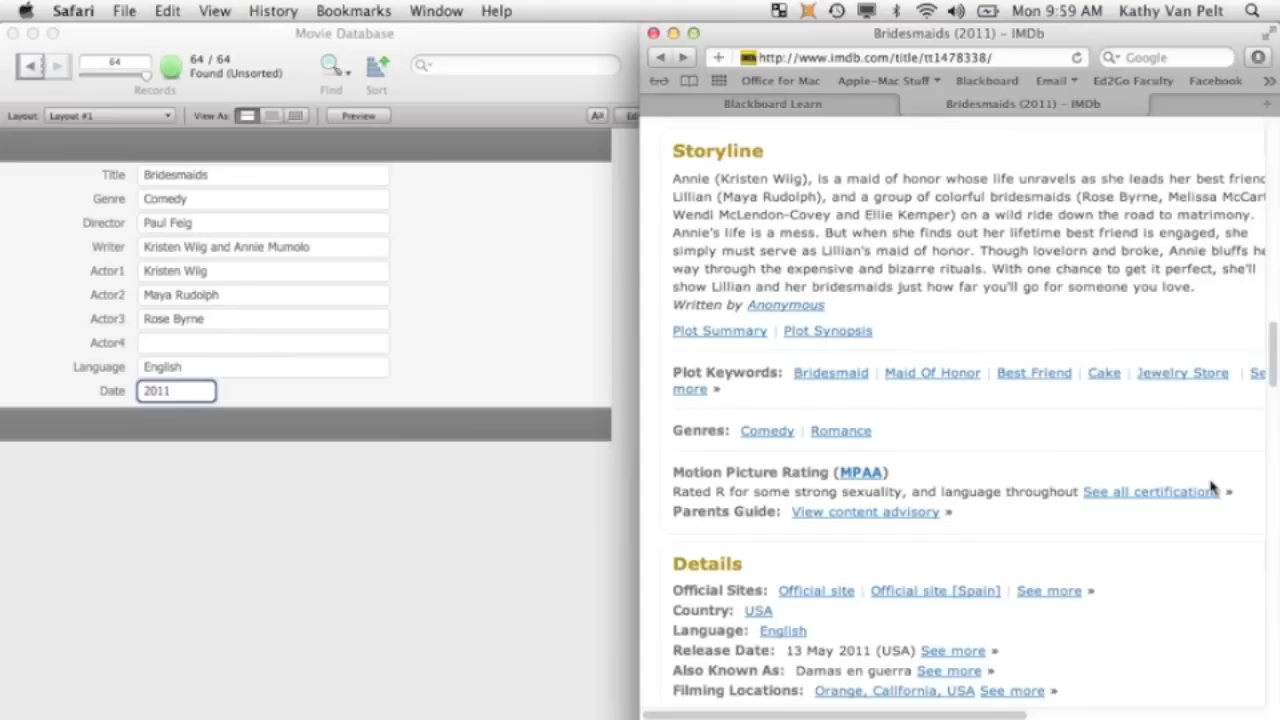 Safari File Edit View History Bookmarks Window Help Mon 9:59 AM Kathy Van Pelt
Movie Database
64
64 / 64
Found (Unsorted)
Records Find Sort
Layout: Layout #1 View As: Preview Aa
Title Bridesmaids
Genre Comedy
Director Paul Feig
Writer Kristen Wiig and Annie Mumolo
Actor1 Kristen Wiig
Actor2 Maya Rudolph
Actor3 Rose Byrne
Actor4
Language English
Date 2011
Bridesmaids (2011) – IMDb
http://www.imdb.com/title/tt1478338/ Google
Office for Mac Apple-Mac Stuff Blackboard Email Ed2Go Faculty Facebook »
Blackboard Learn Bridesmaids (2011) – IMDb
Storyline
Annie (Kristen Wiig), is a maid of honor whose life unravels as she leads her best friend
Lillian (Maya Rudolph), and a group of colorful bridesmaids (Rose Byrne, Melissa McCart
Wendi McLendon-Covey and Ellie Kemper) on a wild ride down the road to matrimony.
Annie's life is a mess. But when she finds out her lifetime best friend is engaged, she
simply must serve as Lillian's maid of honor. Though lovelorn and broke, Annie bluffs he
way through the expensive and bizarre rituals. With one chance to get it perfect, she'll
show Lillian and her bridesmaids just how far you'll go for someone you love.
Written by Anonymous
Plot Summary | Plot Synopsis
Plot Keywords: Bridesmaid | Maid Of Honor | Best Friend | Cake | Jewelry Store | Se
more »
Genres: Comedy | Romance
Motion Picture Rating (MPAA)
Rated R for some strong sexuality, and language throughout See all certifications »
Parents Guide: View content advisory »
Details
Official Sites: Official site | Official site [Spain] | See more »
Country: USA
Language: English
Release Date: 13 May 2011 (USA) See more »
Also Known As: Damas en guerra See more »
Filming Locations: Orange, California, USA See more »